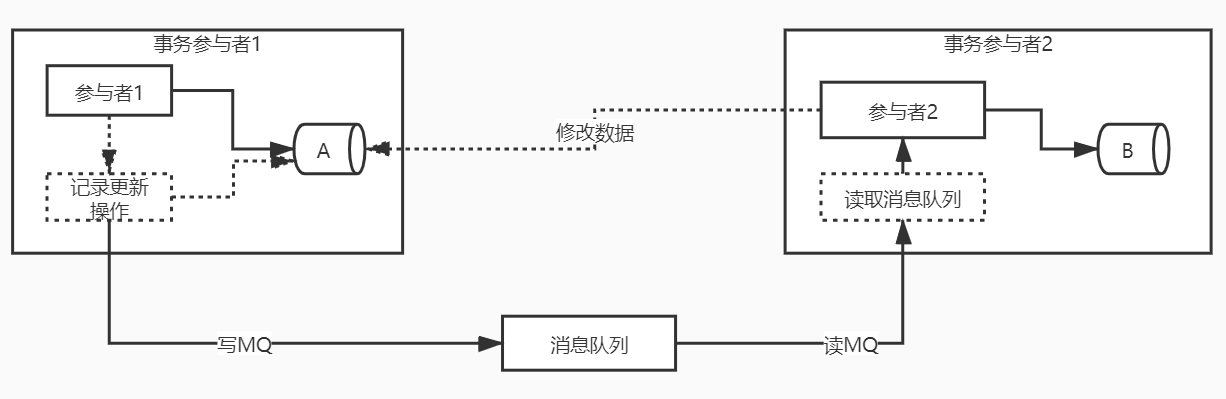 事务参与者1
事务参与者2
参与者1
参与者2
修改数据
A
B
记录更新
操作
读取消息队列
写MQ
消息队列
读MQ